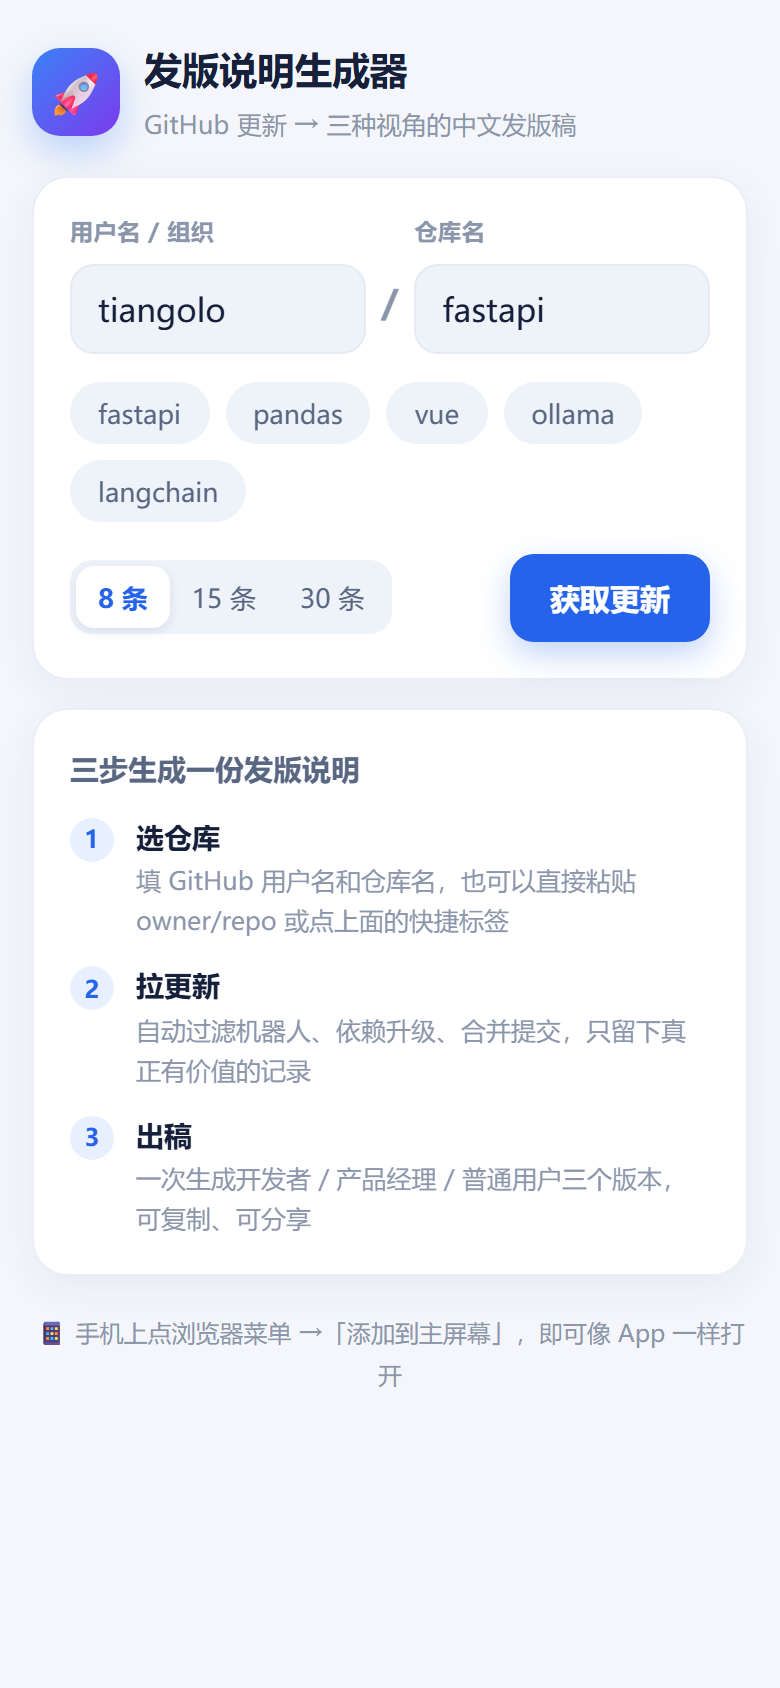 发版说明生成器
GitHub 更新 → 三种视角的中文发版稿
用户名 / 组织
仓库名
tiangolo / fastapi
fastapi
pandas
vue
ollama
langchain
8 条
15 条
30 条
获取更新
三步生成一份发版说明
1 选仓库
填 GitHub 用户名和仓库名，也可以直接粘贴
owner/repo 或点上面的快捷标签
2 拉更新
自动过滤机器人、依赖升级、合并提交，只留下真
正有价值的记录
3 出稿
一次生成开发者 / 产品经理 / 普通用户三个版本，
可复制、可分享
手机上点浏览器菜单 →「添加到主屏幕」，即可像 App 一样打
开